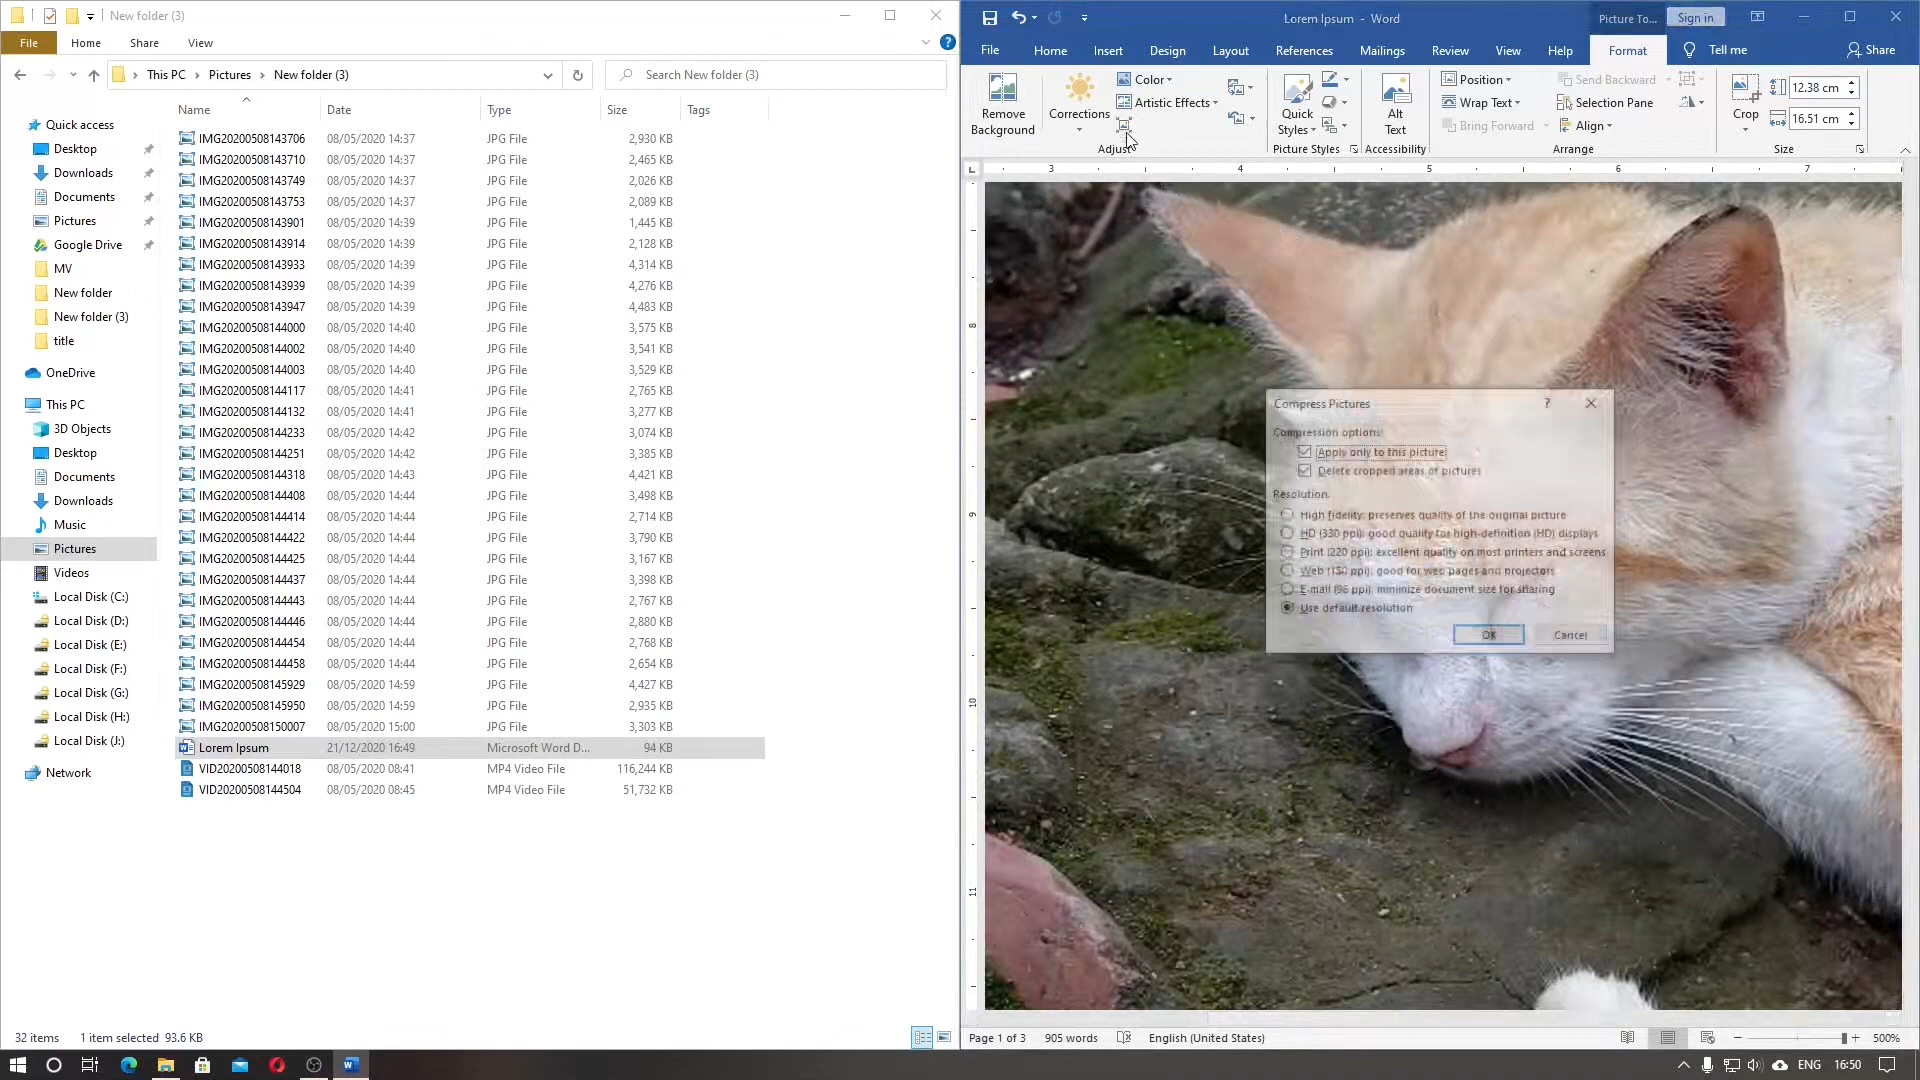 New folder (3)
File Home Share View
This PC Pictures New folder (3)
Search New folder (3)
Name Date Type Size Tags
Quick access
Desktop
Downloads
Documents
Pictures
Google Drive
MV
New folder
New folder (3)
title
OneDrive
This PC
3D Objects
Desktop
Documents
Downloads
Music
Pictures
Videos
Local Disk (C:)
Local Disk (D:)
Local Disk (E:)
Local Disk (F:)
Local Disk (G:)
Local Disk (H:)
Local Disk (J:)
Network
IMG20200508143706 08/05/2020 14:37 JPG File 2,930 KB
IMG20200508143710 08/05/2020 14:37 JPG File 2,465 KB
IMG20200508143749 08/05/2020 14:37 JPG File 2,026 KB
IMG20200508143753 08/05/2020 14:37 JPG File 2,089 KB
IMG20200508143901 08/05/2020 14:39 JPG File 1,445 KB
IMG20200508143914 08/05/2020 14:39 JPG File 2,128 KB
IMG20200508143933 08/05/2020 14:39 JPG File 4,314 KB
IMG20200508143939 08/05/2020 14:39 JPG File 4,276 KB
IMG20200508143947 08/05/2020 14:39 JPG File 4,483 KB
IMG20200508144000 08/05/2020 14:40 JPG File 3,575 KB
IMG20200508144002 08/05/2020 14:40 JPG File 3,541 KB
IMG20200508144003 08/05/2020 14:40 JPG File 3,529 KB
IMG20200508144117 08/05/2020 14:41 JPG File 2,765 KB
IMG20200508144132 08/05/2020 14:41 JPG File 3,277 KB
IMG20200508144233 08/05/2020 14:42 JPG File 3,074 KB
IMG20200508144251 08/05/2020 14:42 JPG File 3,385 KB
IMG20200508144318 08/05/2020 14:43 JPG File 4,421 KB
IMG20200508144408 08/05/2020 14:44 JPG File 3,498 KB
IMG20200508144414 08/05/2020 14:44 JPG File 2,714 KB
IMG20200508144422 08/05/2020 14:44 JPG File 3,790 KB
IMG20200508144425 08/05/2020 14:44 JPG File 3,167 KB
IMG20200508144437 08/05/2020 14:44 JPG File 3,398 KB
IMG20200508144443 08/05/2020 14:44 JPG File 2,767 KB
IMG20200508144446 08/05/2020 14:44 JPG File 2,880 KB
IMG20200508144454 08/05/2020 14:44 JPG File 2,768 KB
IMG20200508144458 08/05/2020 14:44 JPG File 2,654 KB
IMG20200508145929 08/05/2020 14:59 JPG File 4,427 KB
IMG20200508145950 08/05/2020 14:59 JPG File 2,935 KB
IMG20200508150007 08/05/2020 15:00 JPG File 3,303 KB
Lorem Ipsum 21/12/2020 16:49 Microsoft Word D... 94 KB
VID20200508144018 08/05/2020 08:41 MP4 Video File 116,244 KB
VID20200508144504 08/05/2020 08:45 MP4 Video File 51,732 KB
32 items 1 item selected 93.6 KB
Lorem Ipsum - Word Picture To... Sign in
File Home Insert Design Layout References Mailings Review View Help Format Tell me Share
Remove Background
Corrections
Color
Artistic Effects
Adjust
Quick Styles
Picture Styles
Alt Text
Accessibility
Position
Wrap Text
Bring Forward
Send Backward
Selection Pane
Align
Arrange
Crop
12.38 cm
16.51 cm
Size
3 4 5 6 7
8
9
10
11
Compress Pictures ?
Compression options:
Apply only to this picture
Delete cropped areas of pictures
Resolution:
High fidelity: preserves quality of the original picture
HD (330 ppi): good quality for high-definition (HD) displays
Print (220 ppi): excellent quality on most printers and screens
Web (150 ppi): good for web pages and projectors
E-mail (96 ppi): minimize document size for sharing
Use default resolution
OK Cancel
Page 1 of 3 905 words English (United States) 500%
ENG 16:50